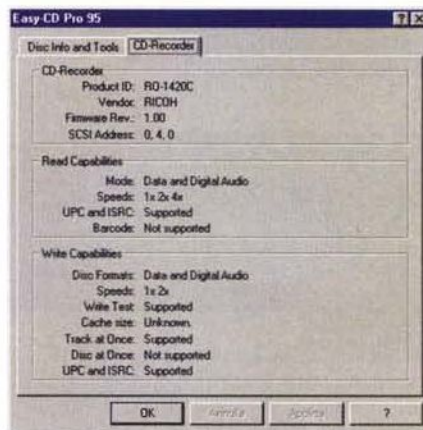 Easy-CD Pro 95
Disc Info and Tools
CD-Recorder
CD-Recorder
Product ID: RO-1420C
Vendor: RICOH
Firmware Rev.: 1.00
SCSI Address: 0, 4, 0
Read Capabilities
Mode: Data and Digital Audio
Speeds: 1x 2x 4x
UPC and ISRC: Supported
Barcode: Not supported
Write Capabilities
Disc Formats: Data and Digital Audio
Speeds: 1x 2x
Write Test: Supported
Cache size: Unknown.
Track at Once: Supported
Disc at Once: Not supported
UPC and ISRC: Supported
OK
Annulla
Applica
?